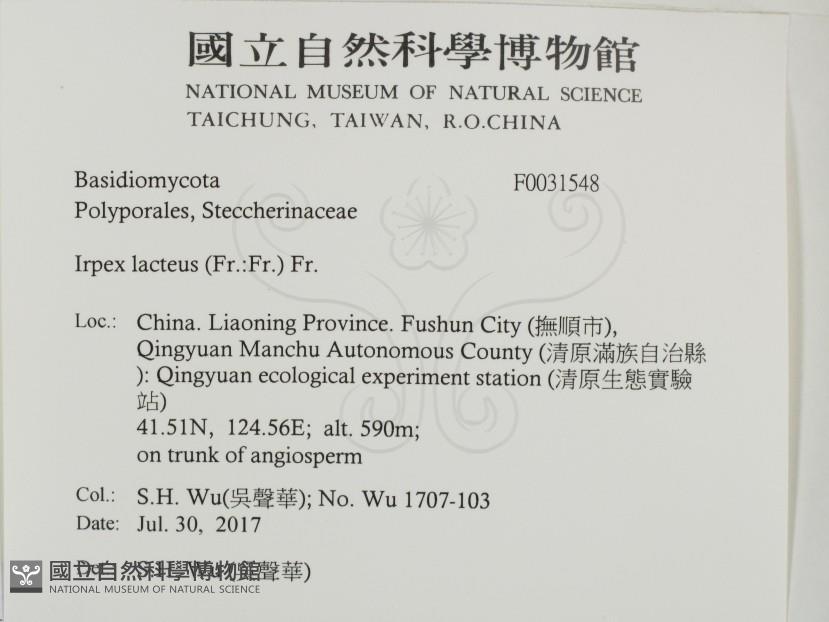 國立自然科學博物館
NATIONAL MUSEUM OF NATURAL SCIENCE
TAICHUNG, TAIWAN, R.O.CHINA
Basidiomycota F0031548
Polyporales, Steccherinaceae
Irpex lacteus (Fr.:Fr.) Fr.
Loc.: China. Liaoning Province. Fushun City (撫順市),
Qingyuan Manchu Autonomous County (清原滿族自治縣
): Qingyuan ecological experiment station (清原生態實驗
站)
41.51N, 124.56E; alt. 590m;
on trunk of angiosperm
Col.: S.H. Wu(吳聲華); No. Wu 1707-103
Date: Jul. 30, 2017
聲華)
國立自然科學博物館
NATIONAL MUSEUM OF NATURAL SCIENCE